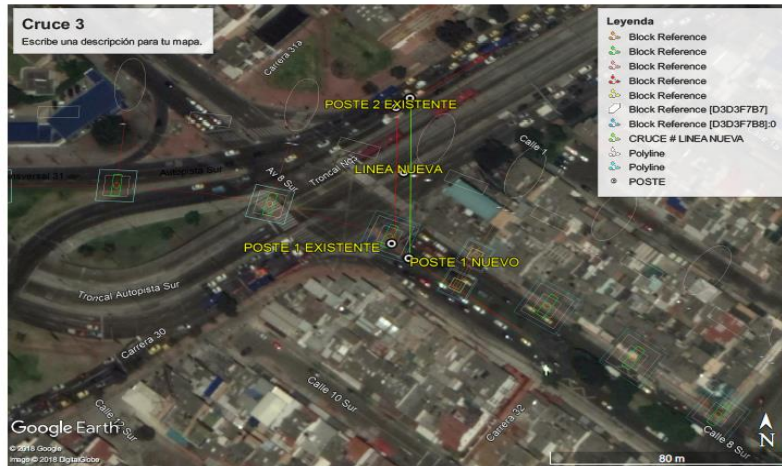 Cruce 3
Escribe una descripción para tu mapa.
Leyenda
Block Reference
Block Reference
Block Reference
Block Reference
Block Reference
Block Reference [D3D3F7B7]
Block Reference [D3D3F7B8]:0
CRUCE # LINEA NUEVA
Polyline
Polyline
POSTE
Carrera 31a
POSTE 2 EXISTENTE
Calle 1
Troncal Nqs
LINEA NUEVA
Autopista Sur
Av 8 Sur
POSTE 1 EXISTENTE
POSTE 1 NUEVO
Troncal Autopista Sur
Carrera 30
Calle 10 Sur
Carrera 32
Calle 8 Sur
Google Earth
© 2018 Google
Image © 2018 DigitalGlobe
80 m
N